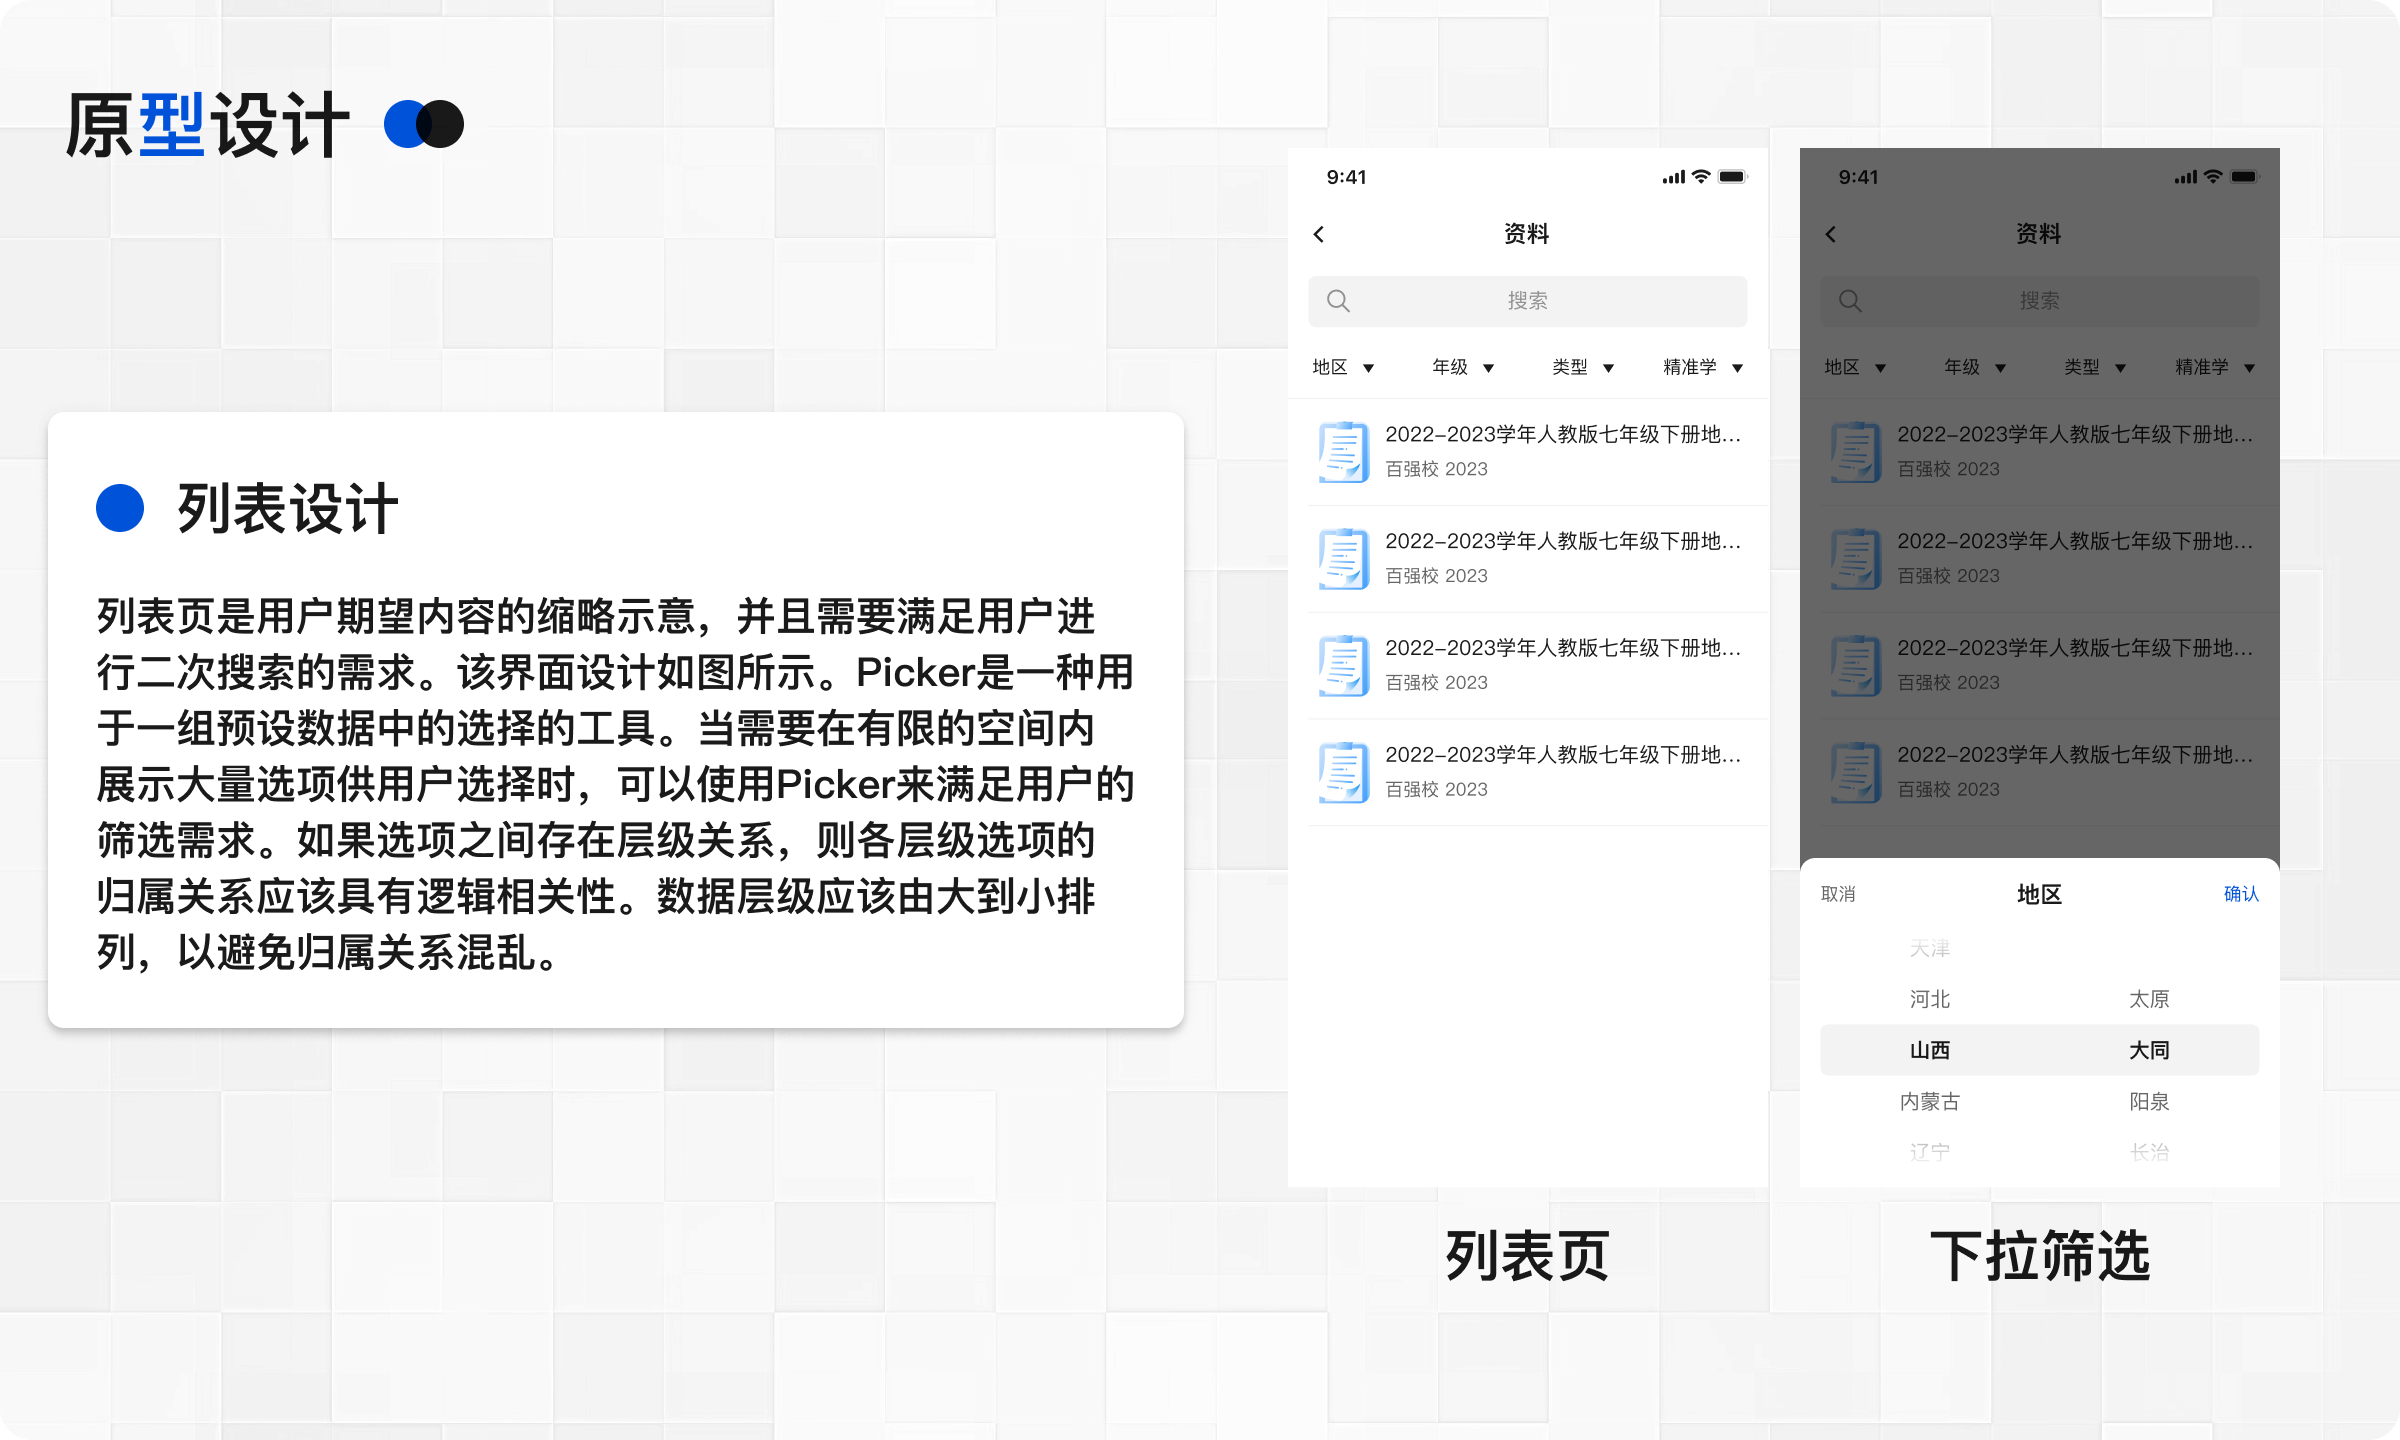 原型设计
列表设计
列表页是用户期望内容的缩略示意，并且需要满足用户进
行二次搜索的需求。该界面设计如图所示。Picker是一种用
于一组预设数据中的选择的工具。当需要在有限的空间内
展示大量选项供用户选择时，可以使用Picker来满足用户的
筛选需求。如果选项之间存在层级关系，则各层级选项的
归属关系应该具有逻辑相关性。数据层级应该由大到小排
列，以避免归属关系混乱。
9:41
资料
搜索
地区 ▼ 年级 ▼ 类型 ▼ 精准学 ▼
2022-2023学年人教版七年级下册地...
百强校 2023
2022-2023学年人教版七年级下册地...
百强校 2023
2022-2023学年人教版七年级下册地...
百强校 2023
2022-2023学年人教版七年级下册地...
百强校 2023
列表页
9:41
资料
搜索
地区 ▼ 年级 ▼ 类型 ▼ 精准学 ▼
2022-2023学年人教版七年级下册地...
百强校 2023
2022-2023学年人教版七年级下册地...
百强校 2023
2022-2023学年人教版七年级下册地...
百强校 2023
2022-2023学年人教版七年级下册地...
百强校 2023
取消 地区 确认
天津
河北 太原
山西 大同
内蒙古 阳泉
辽宁 长治
下拉筛选